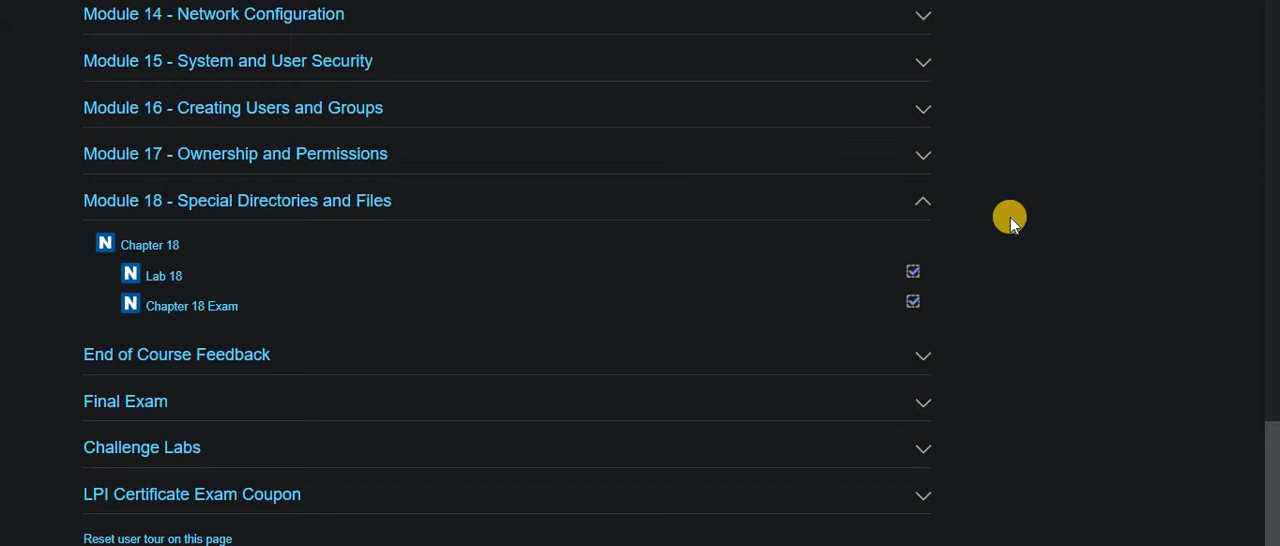 Module 14 - Network Configuration
Module 15 - System and User Security
Module 16 - Creating Users and Groups
Module 17 - Ownership and Permissions
Module 18 - Special Directories and Files
N Chapter 18
N Lab 18
N Chapter 18 Exam
End of Course Feedback
Final Exam
Challenge Labs
LPI Certificate Exam Coupon
Reset user tour on this page